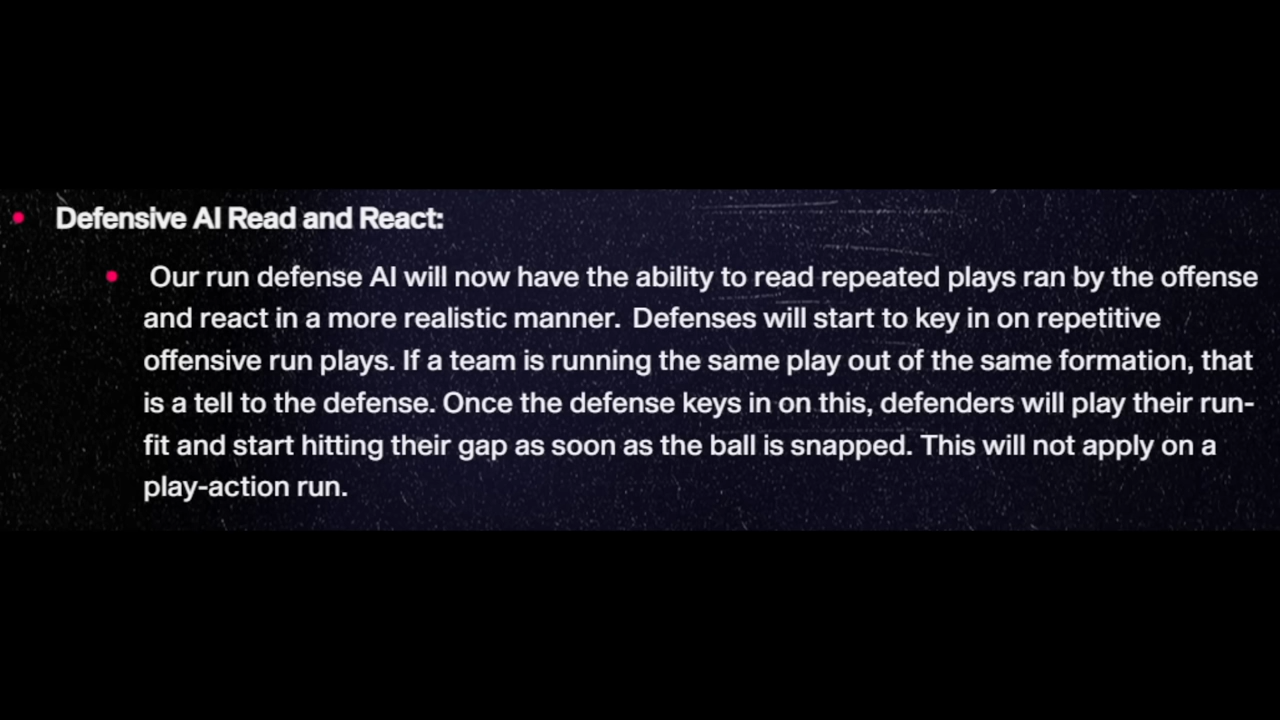 Defensive AI Read and React:
Our run defense AI will now have the ability to read repeated plays ran by the offense
and react in a more realistic manner.  Defenses will start to key in on repetitive
offensive run plays. If a team is running the same play out of the same formation, that
is a tell to the defense. Once the defense keys in on this, defenders will play their run-
fit and start hitting their gap as soon as the ball is snapped. This will not apply on a
play-action run.